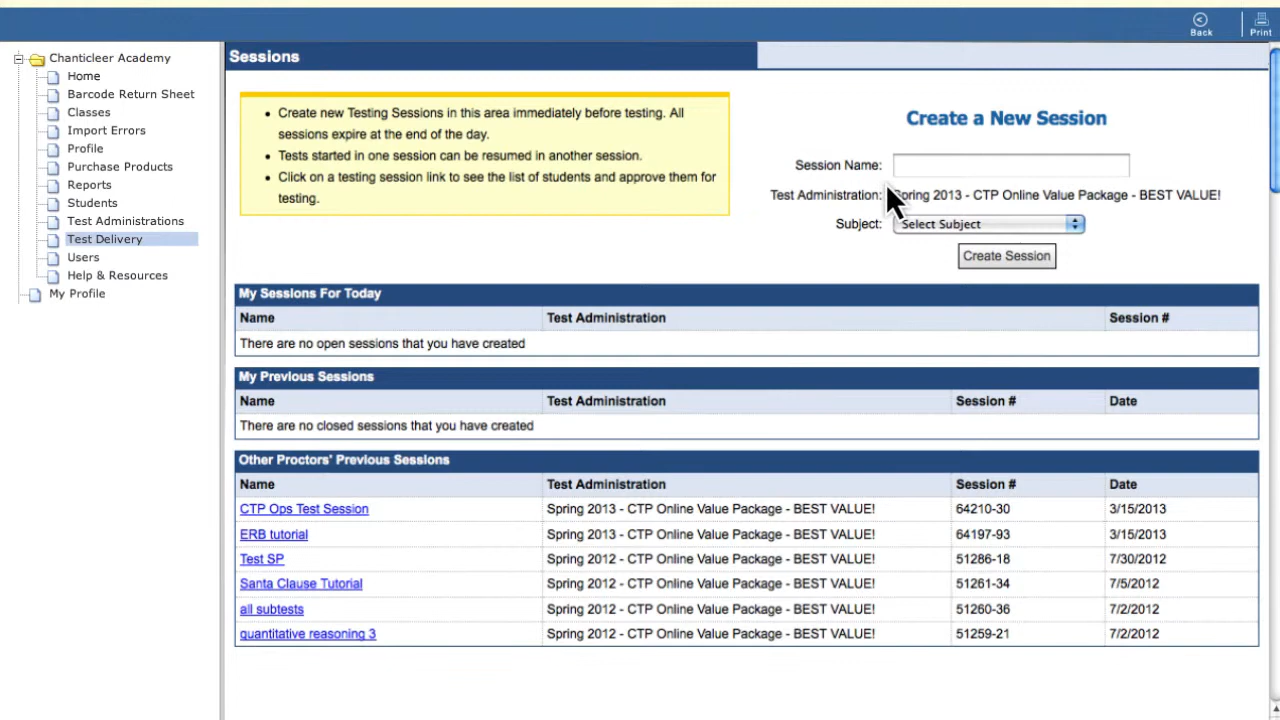 Back
Print
Chanticleer Academy
Home
Barcode Return Sheet
Classes
Import Errors
Profile
Purchase Products
Reports
Students
Test Administrations
Test Delivery
Users
Help & Resources
My Profile
Sessions
• Create new Testing Sessions in this area immediately before testing. All
sessions expire at the end of the day.
• Tests started in one session can be resumed in another session.
• Click on a testing session link to see the list of students and approve them for
testing.
Create a New Session
Session Name:
Test Administration: Spring 2013 - CTP Online Value Package - BEST VALUE!
Subject: Select Subject
Create Session
My Sessions For Today
Name Test Administration Session #
There are no open sessions that you have created
My Previous Sessions
Name Test Administration Session # Date
There are no closed sessions that you have created
Other Proctors' Previous Sessions
Name Test Administration Session # Date
CTP Ops Test Session Spring 2013 - CTP Online Value Package - BEST VALUE! 64210-30 3/15/2013
ERB tutorial Spring 2013 - CTP Online Value Package - BEST VALUE! 64197-93 3/15/2013
Test SP Spring 2012 - CTP Online Value Package - BEST VALUE! 51286-18 7/30/2012
Santa Clause Tutorial Spring 2012 - CTP Online Value Package - BEST VALUE! 51261-34 7/5/2012
all subtests Spring 2012 - CTP Online Value Package - BEST VALUE! 51260-36 7/2/2012
quantitative reasoning 3 Spring 2012 - CTP Online Value Package - BEST VALUE! 51259-21 7/2/2012